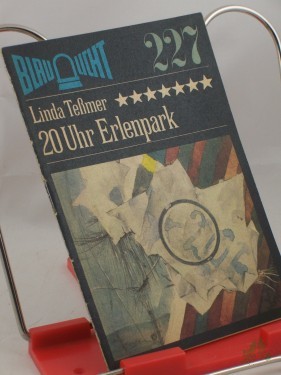 BLAULICHT
227
Linda Teßmer
20 Uhr Erlenpark